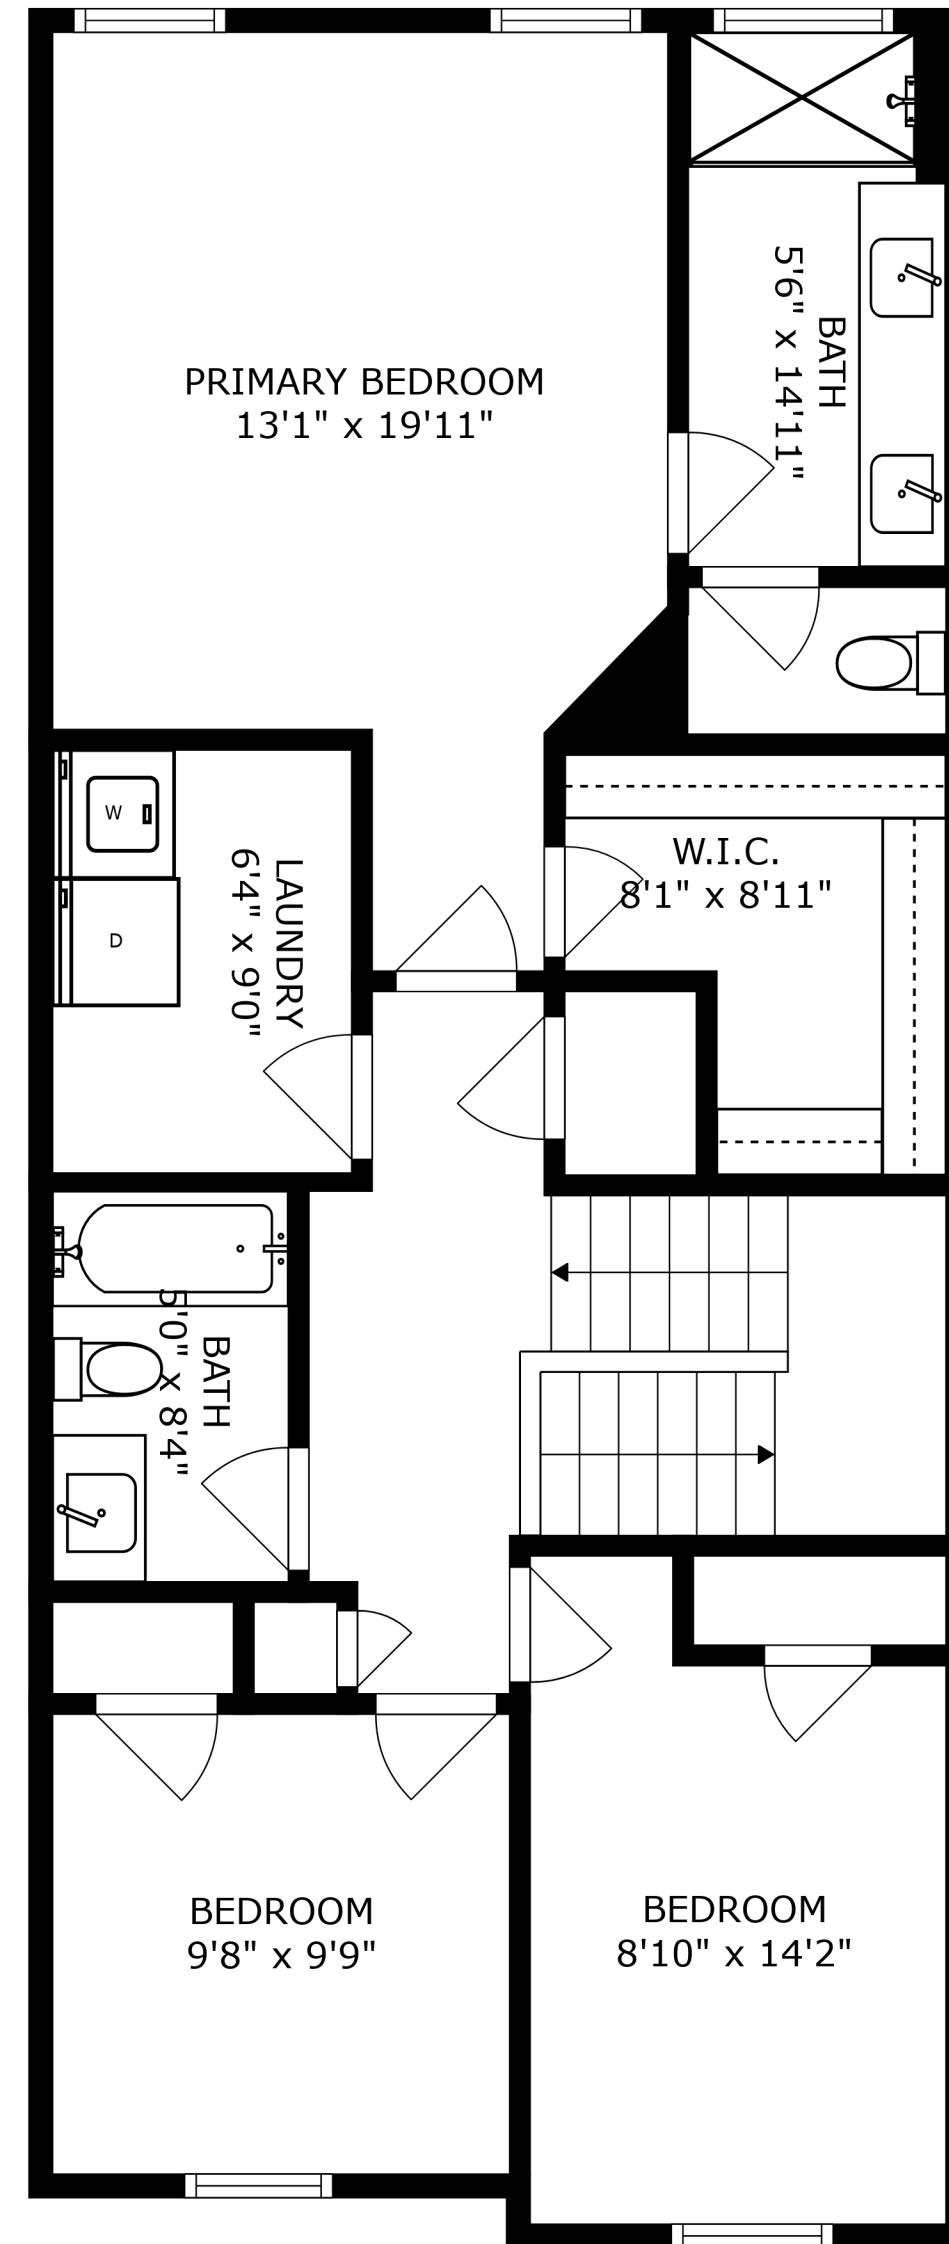 PRIMARY BEDROOM
13'1" x 19'11"
BATH
5'6" x 14'11"
W
D
LAUNDRY
6'4" x 9'0"
W.I.C.
8'1" x 8'11"
BATH
5'0" x 8'4"
BEDROOM
9'8" x 9'9"
BEDROOM
8'10" x 14'2"